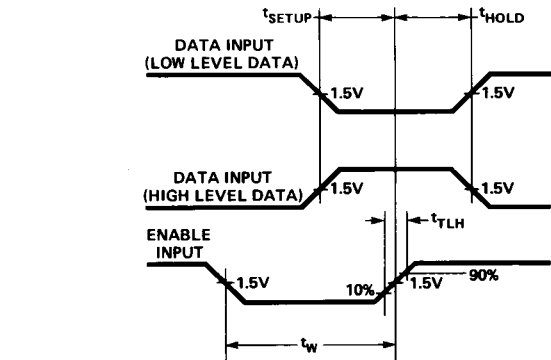 tSETUP
tHOLD
DATA INPUT
(LOW LEVEL DATA)
1.5V
1.5V
DATA INPUT
(HIGH LEVEL DATA)
1.5V
1.5V
tTLH
ENABLE
INPUT
1.5V
10%
1.5V
90%
tW